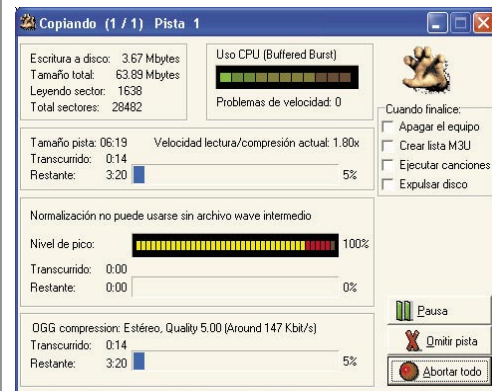 Copiando (1 / 1) Pista 1
Escritura a disco: 3.67 Mbytes
Tamaño total: 63.89 Mbytes
Leyendo sector: 1638
Total sectores: 28482
Uso CPU (Buffered Burst)
Problemas de velocidad: 0
Cuando finalice:
Apagar el equipo
Crear lista M3U
Ejecutar canciones
Expulsar disco
Tamaño pista: 06:19 Velocidad lectura/compresión actual: 1.80x
Transcurrido: 0:14
Restante: 3:20 5%
Normalización no puede usarse sin archivo wave intermedio
Nivel de pico: 100%
Transcurrido: 0:00
Restante: 0:00 0%
OGG compression: Estéreo, Quality 5.00 (Around 147 Kbit/s)
Transcurrido: 0:14
Restante: 3:20 5%
Pausa
Omitir pista
Abortar todo